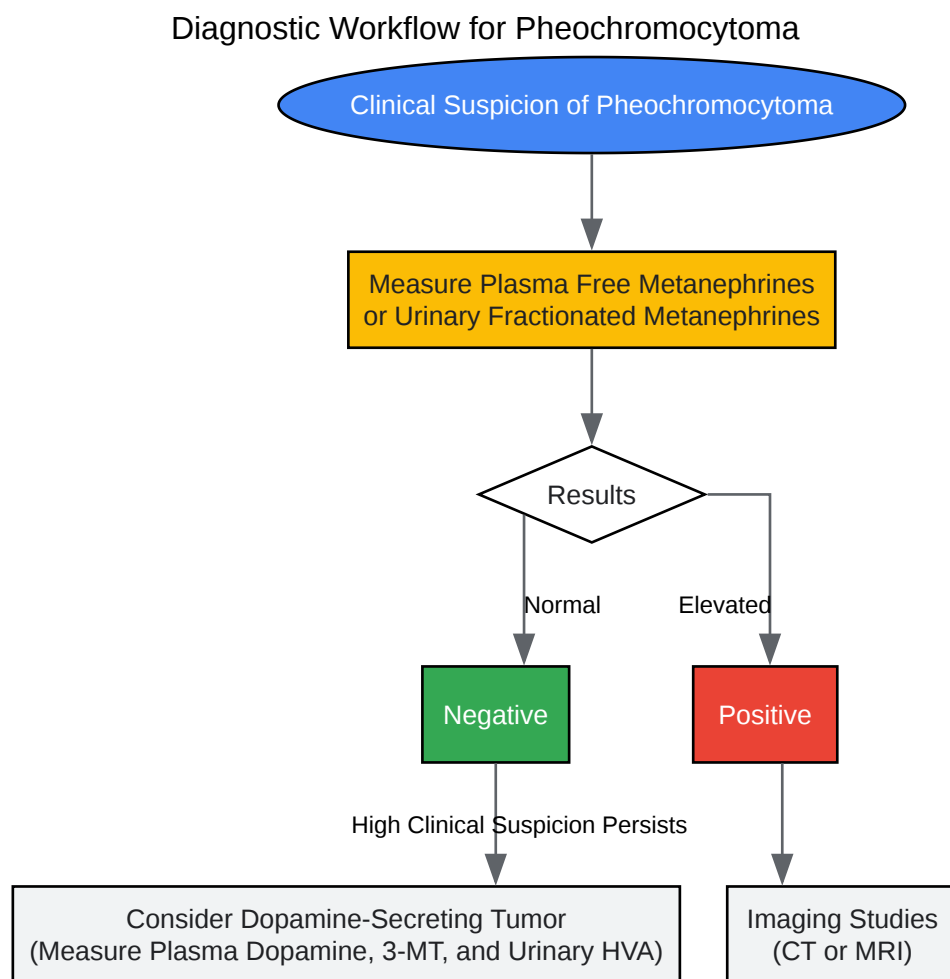 Diagnostic Workflow for Pheochromocytoma
Clinical Suspicion of Pheochromocytoma
Measure Plasma Free Metanephrines
or Urinary Fractionated Metanephrines
Results
Normal
Elevated
Negative
Positive
High Clinical Suspicion Persists
Consider Dopamine-Secreting Tumor
(Measure Plasma Dopamine, 3-MT, and Urinary HVA)
Imaging Studies
(CT or MRI)